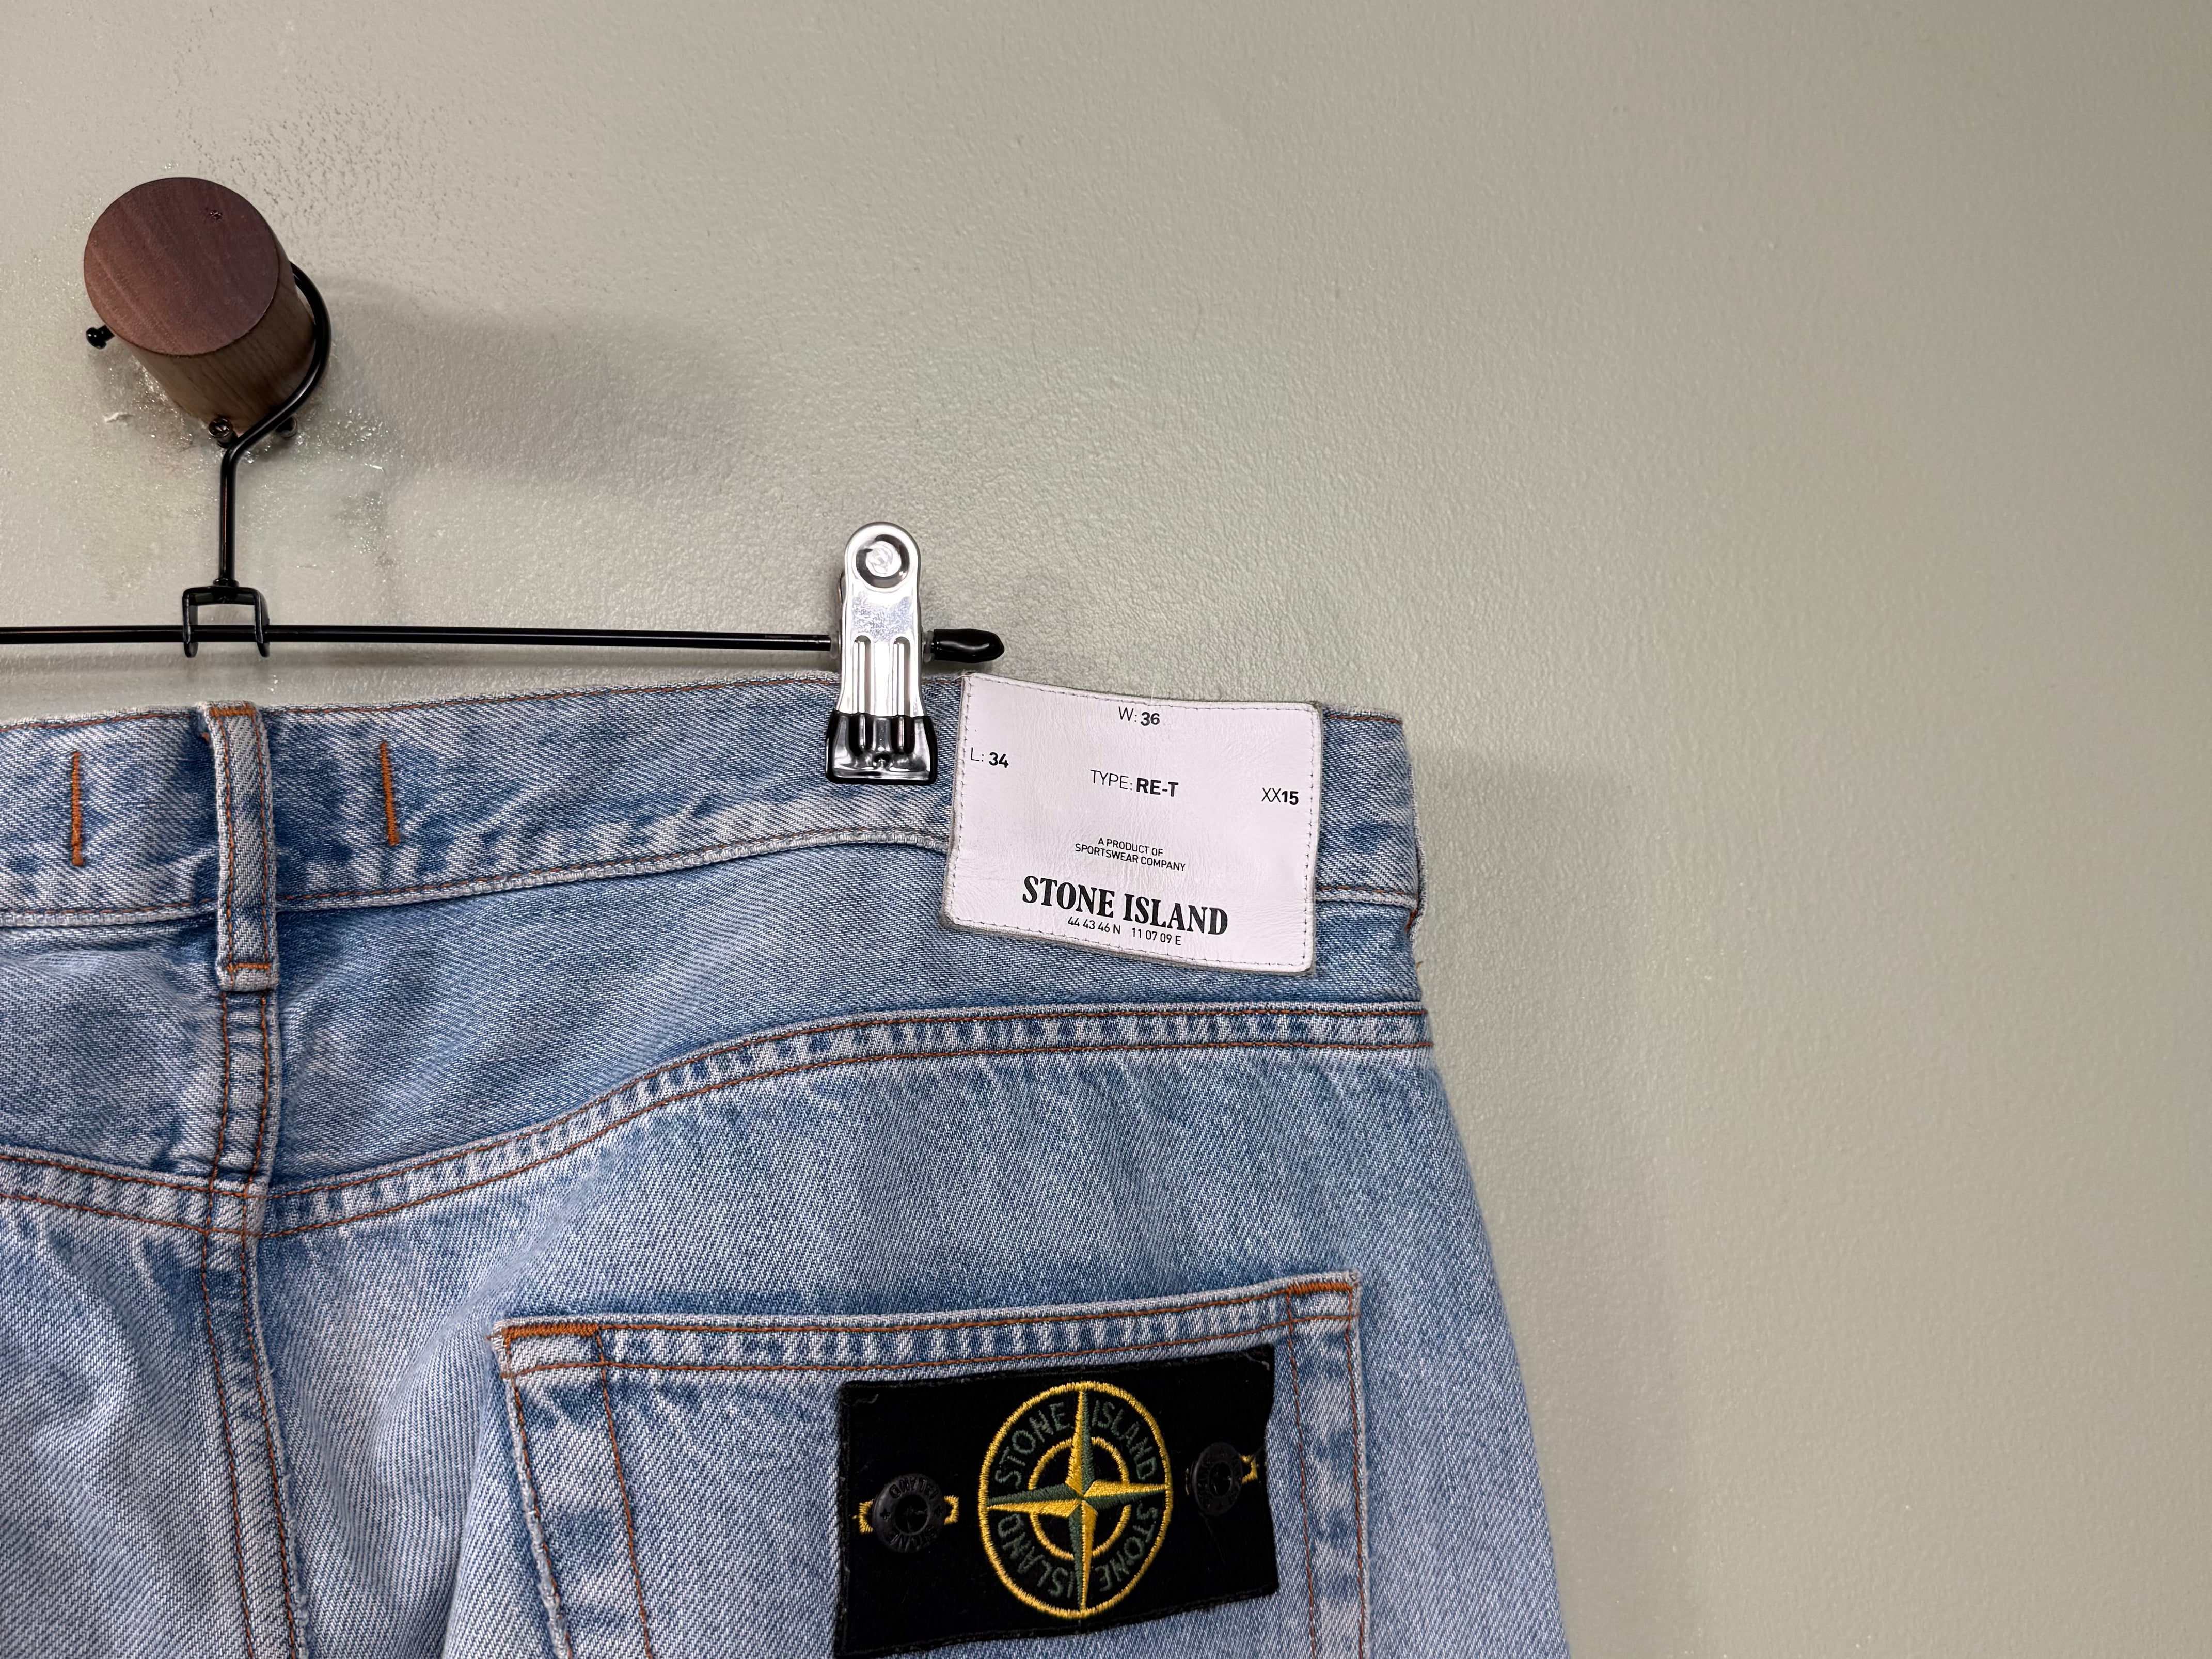 W: 36
L: 34
TYPE: RE-T
XX15
A PRODUCT OF
SPORTSWEAR COMPANY
STONE ISLAND
44 43 46 N 11 07 09 E
STONE ISLAND
STONE ISLAND